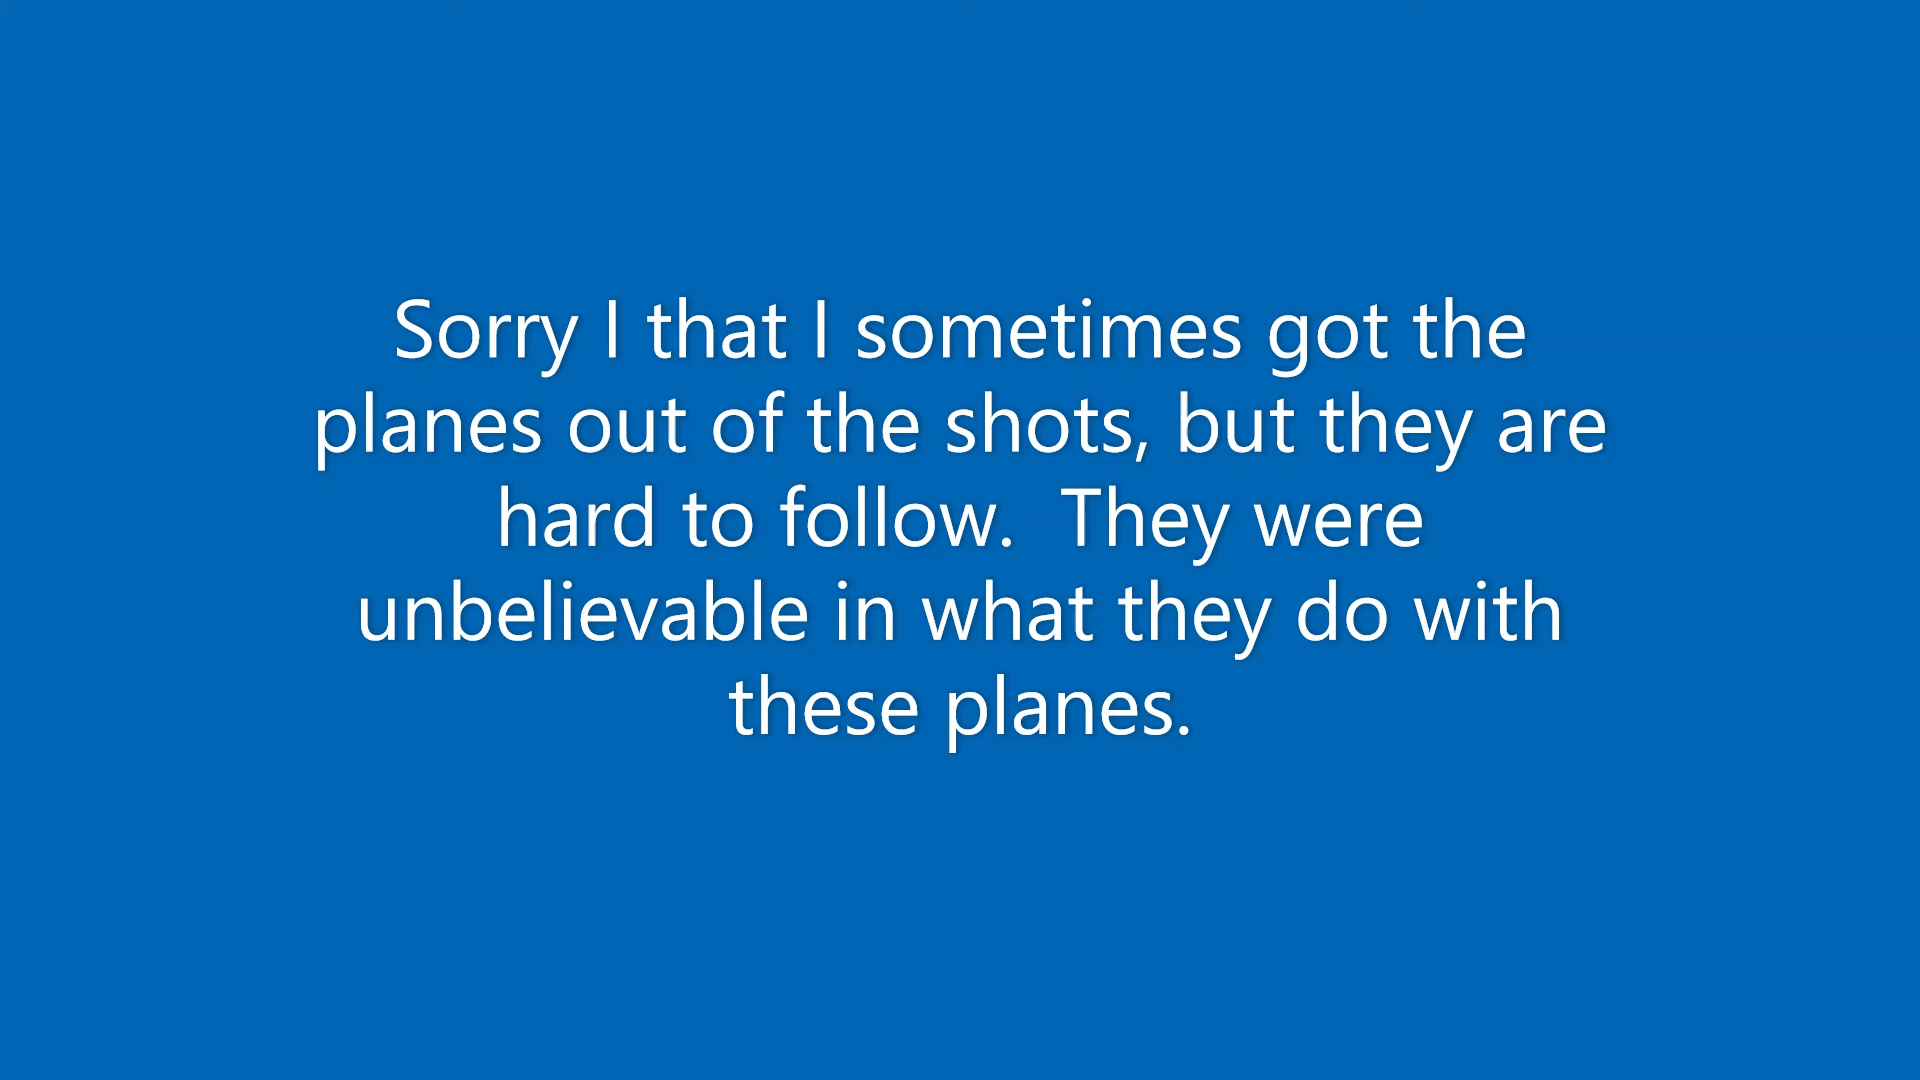 Sorry I that I sometimes got the
planes out of the shots, but they are
hard to follow.  They were
unbelievable in what they do with
these planes.